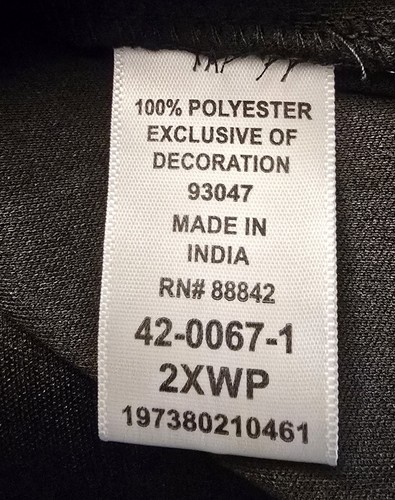 100% POLYESTER
EXCLUSIVE OF
DECORATION
93047
MADE IN
INDIA
RN# 88842
42-0067-1
2XWP
197380210461